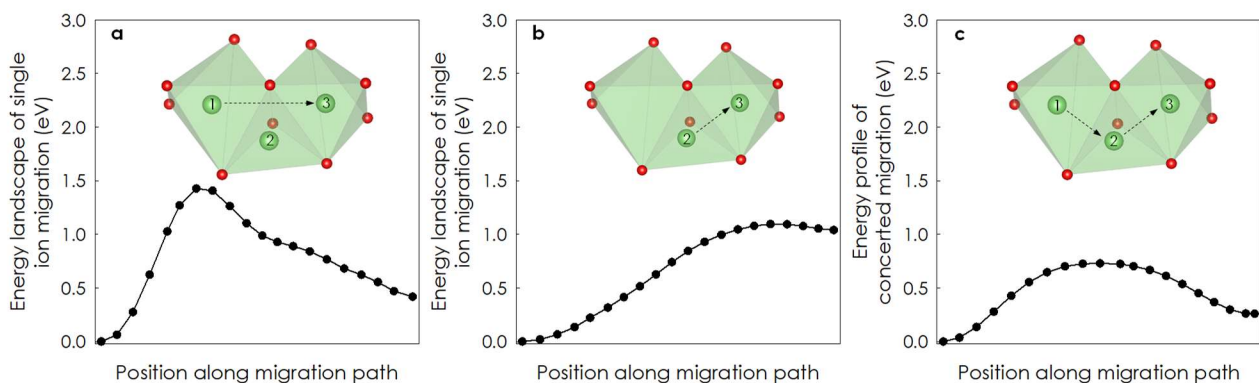 a
Energy landscape of single
ion migration (eV)
3.0
2.5
2.0
1.5
1.0
0.5
0.0
1
2
3
Position along migration path
b
Energy landscape of single
ion migration (eV)
3.0
2.5
2.0
1.5
1.0
0.5
0.0
2
3
Position along migration path
c
Energy profile of
concerted migration (eV)
3.0
2.5
2.0
1.5
1.0
0.5
0.0
1
2
3
Position along migration path